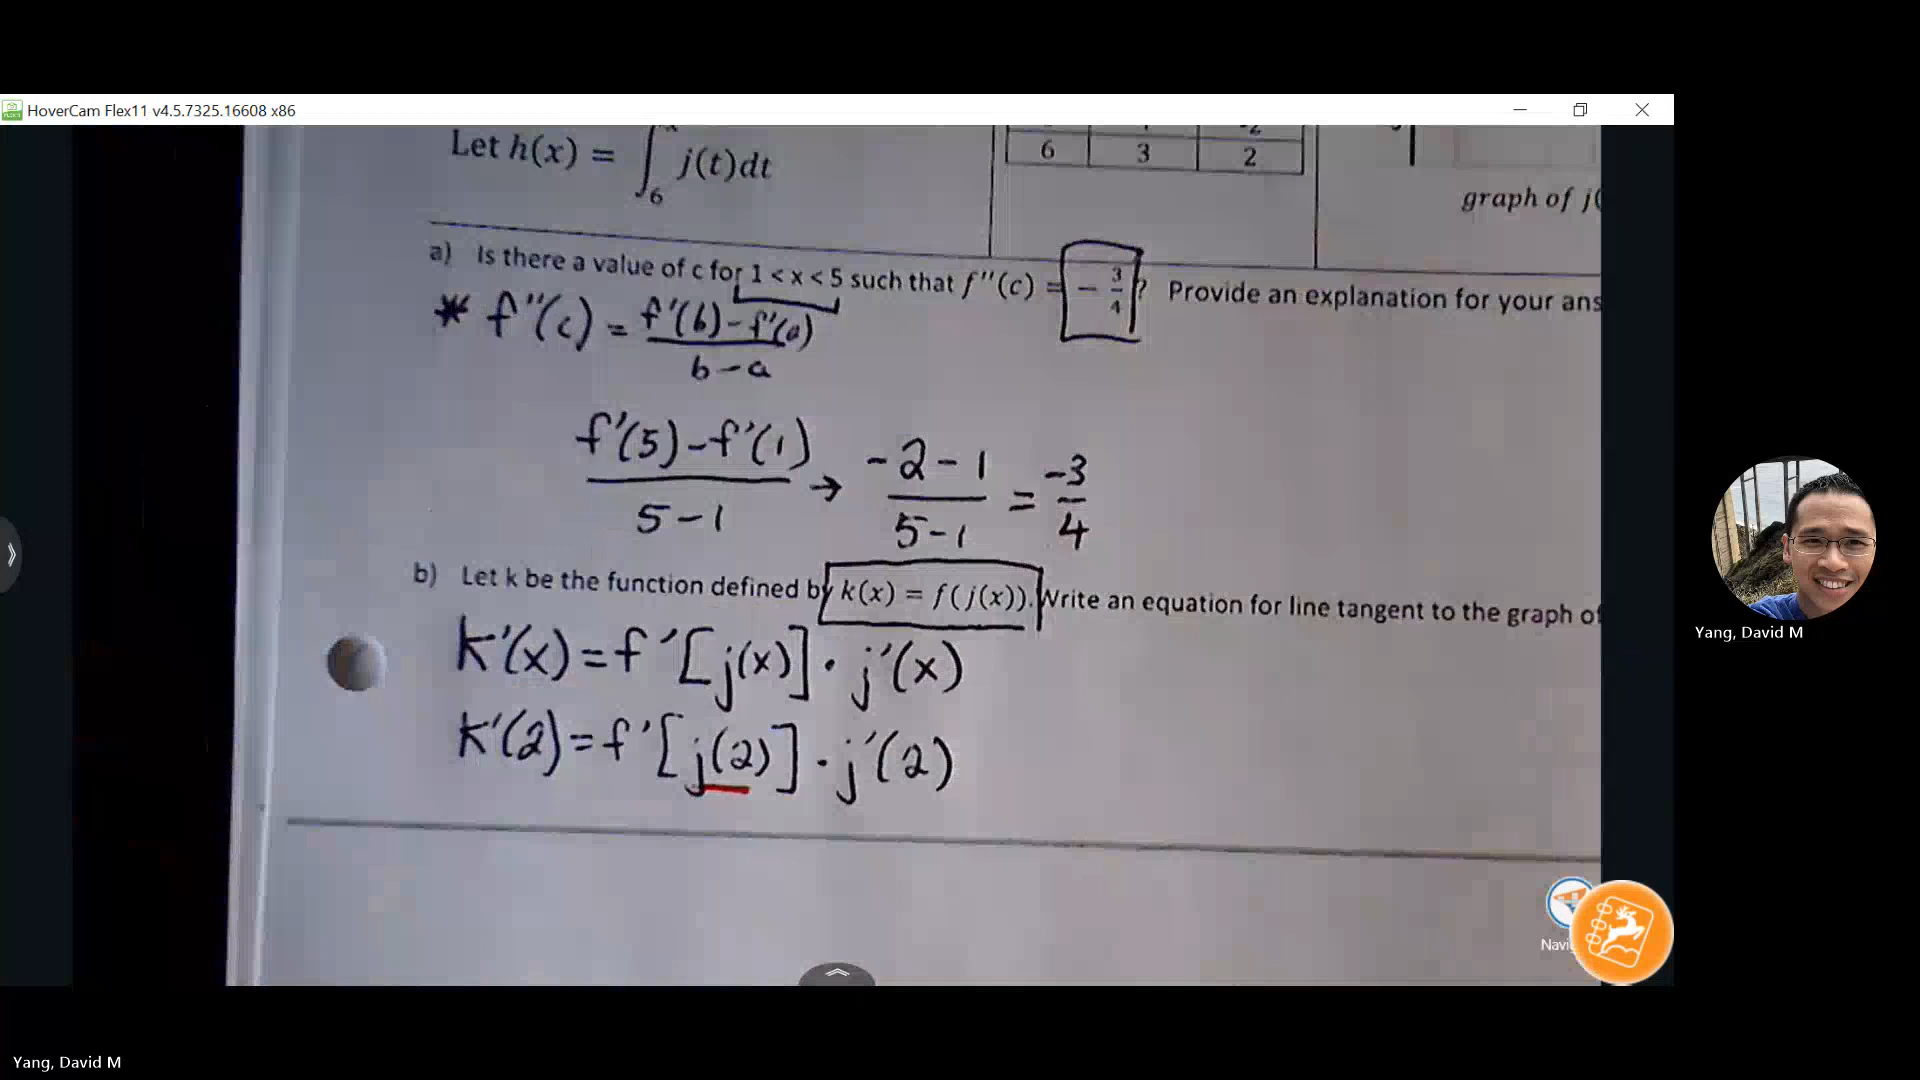 HoverCam Flex11 v4.5.7325.16608 x86
Let h(x) = ∫₆ j(t)dt
6 3 2
graph of j(
a) Is there a value of c for 1 < x < 5 such that f''(c) = -3/4? Provide an explanation for your ans
* f''(c) = f'(b)-f'(a) / b-a
f'(5)-f'(1) / 5-1 → -2-1 / 5-1 = -3/4
b) Let k be the function defined by k(x) = f(j(x)). Write an equation for line tangent to the graph of
k'(x)=f'[j(x)]·j'(x)
k'(2)=f'[j(2)]·j'(2)
Yang, David M
Yang, David M